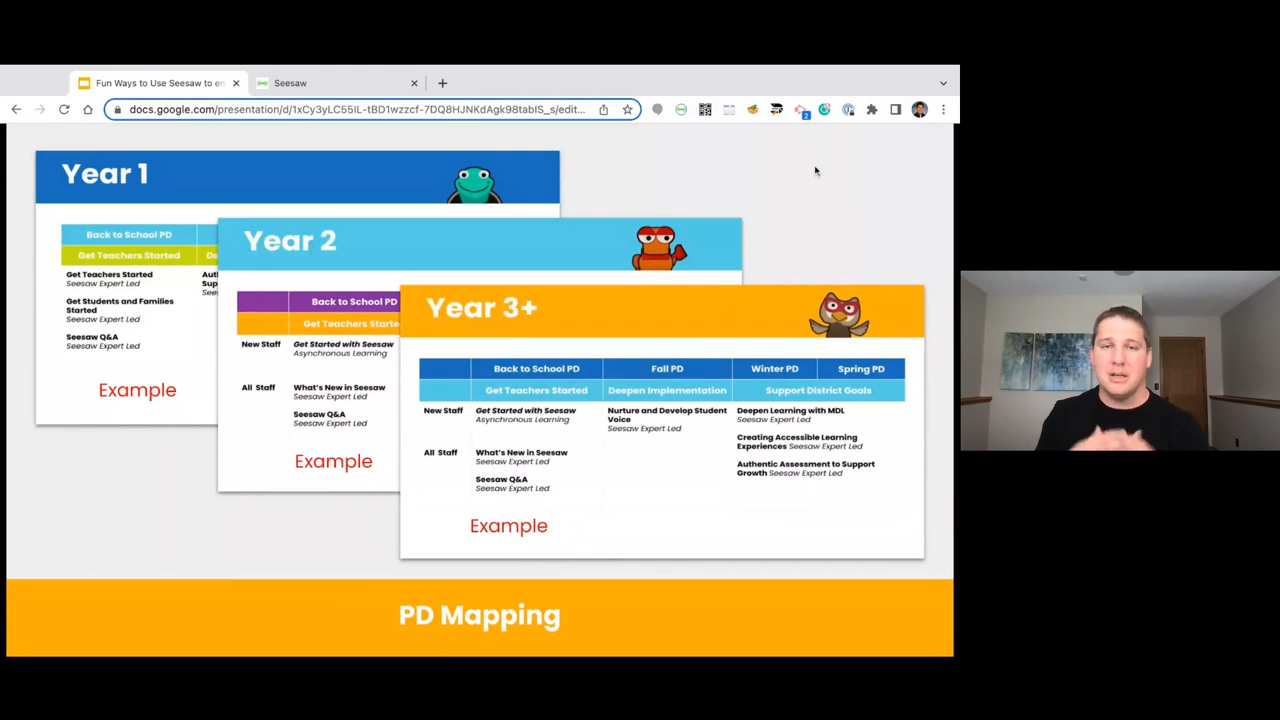 Fun Ways to Use Seesaw to en
Seesaw
docs.google.com/presentation/d/1xCy3yLC55IL-tBD1wzzcf-7DQ8HJNKdAgk98tabIS_s/edit...
2
Year 1
Back to School PD
Get Teachers Started
De
Get Teachers Started
Seesaw Expert Led
Get Students and Families
Started
Seesaw Expert Led
Seesaw Q&A
Seesaw Expert Led
Aut
Sup
See
Example
Year 2
Back to School PD
Get Teachers Starte
New Staff
Get Started with Seesaw
Asynchronous Learning
All Staff
What's New in Seesaw
Seesaw Expert Led
Seesaw Q&A
Seesaw Expert Led
Example
Year 3+
Back to School PD
Fall PD
Winter PD
Spring PD
Get Teachers Started
Deepen Implementation
Support District Goals
New Staff
Get Started with Seesaw
Asynchronous Learning
Nurture and Develop Student
Voice
Seesaw Expert Led
Deepen Learning with MDL
Seesaw Expert Led
Creating Accessible Learning
Experiences Seesaw Expert Led
Authentic Assessment to Support
Growth Seesaw Expert Led
All Staff
What's New in Seesaw
Seesaw Expert Led
Seesaw Q&A
Seesaw Expert Led
Example
PD Mapping